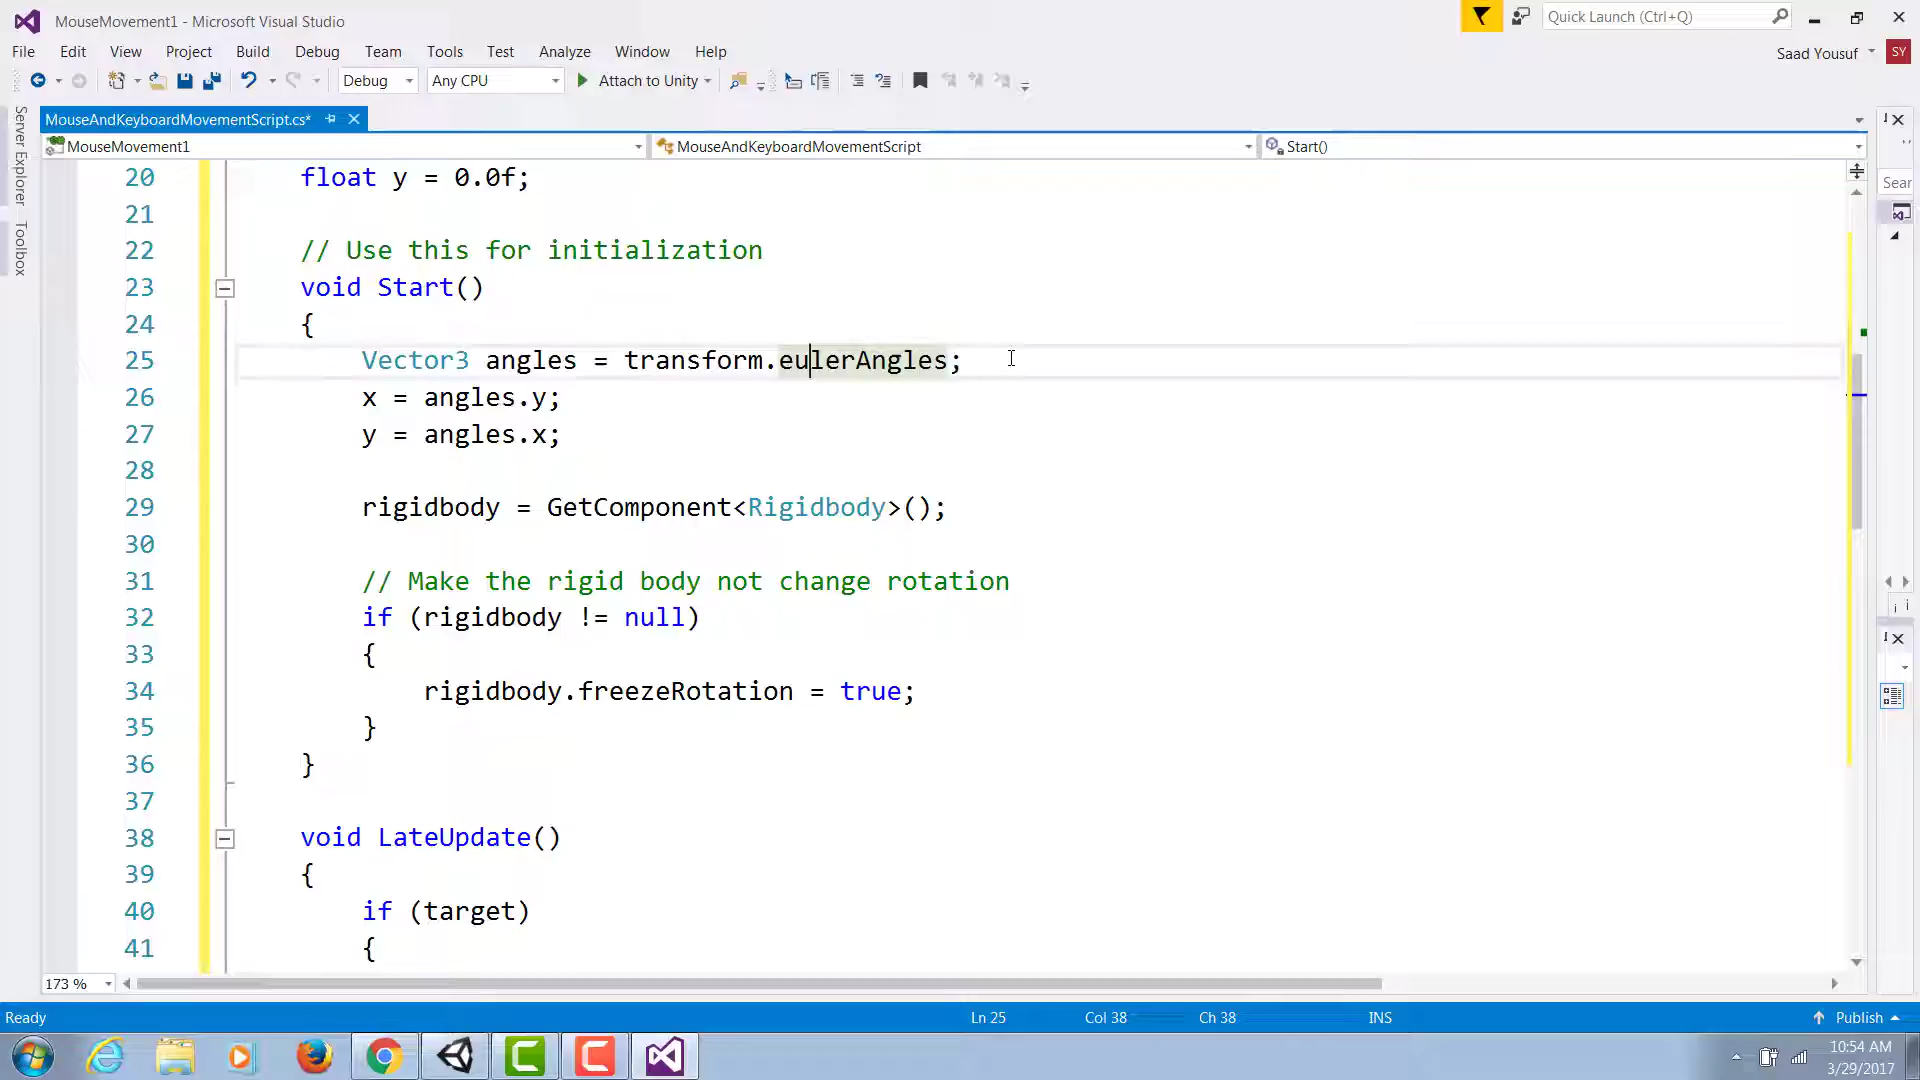 MouseMovement1 - Microsoft Visual Studio
Quick Launch (Ctrl+Q)
File Edit View Project Build Debug Team Tools Test Analyze Window Help
Saad Yousuf SY
Debug Any CPU Attach to Unity
Server Explorer
Toolbox
MouseAndKeyboardMovementScript.cs*
MouseMovement1 MouseAndKeyboardMovementScript Start()
Sear
20 float y = 0.0f;
21
22 // Use this for initialization
23 void Start()
24 {
25 Vector3 angles = transform.eulerAngles;
26 x = angles.y;
27 y = angles.x;
28
29 rigidbody = GetComponent<Rigidbody>();
30
31 // Make the rigid body not change rotation
32 if (rigidbody != null)
33 {
34 rigidbody.freezeRotation = true;
35 }
36 }
37
38 void LateUpdate()
39 {
40 if (target)
41 {
173 %
Ready Ln 25 Col 38 Ch 38 INS Publish
10:54 AM
3/29/2017